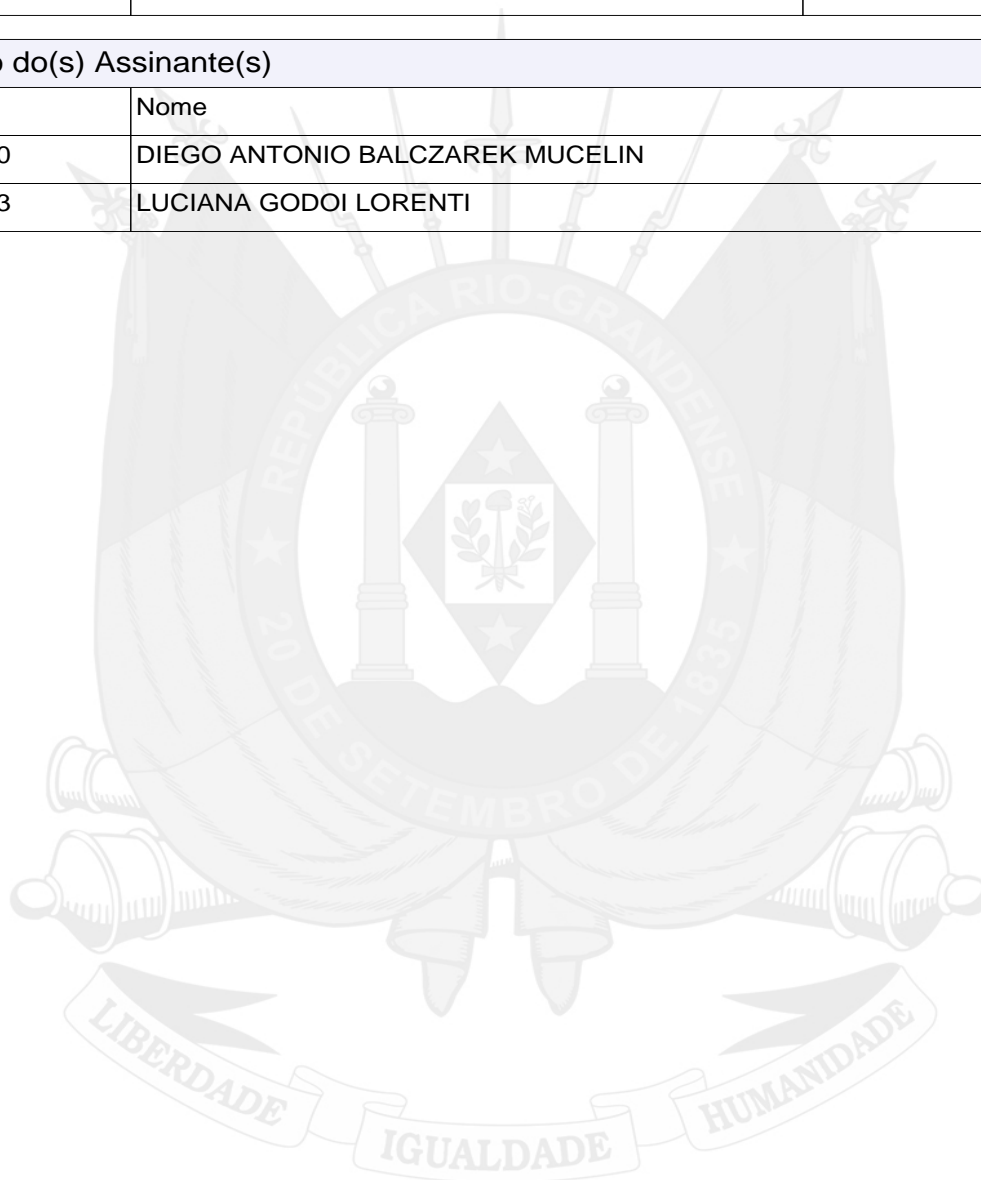 o do(s) Assinante(s)
Nome
0 DIEGO ANTONIO BALCZAREK MUCELIN
3 LUCIANA GODOI LORENTI
REPÚBLICA RIO-GRANDENSE
★ 20 DE SETEMBRO DE 1835 ★
LIBERDADE
IGUALDADE
HUMANIDADE